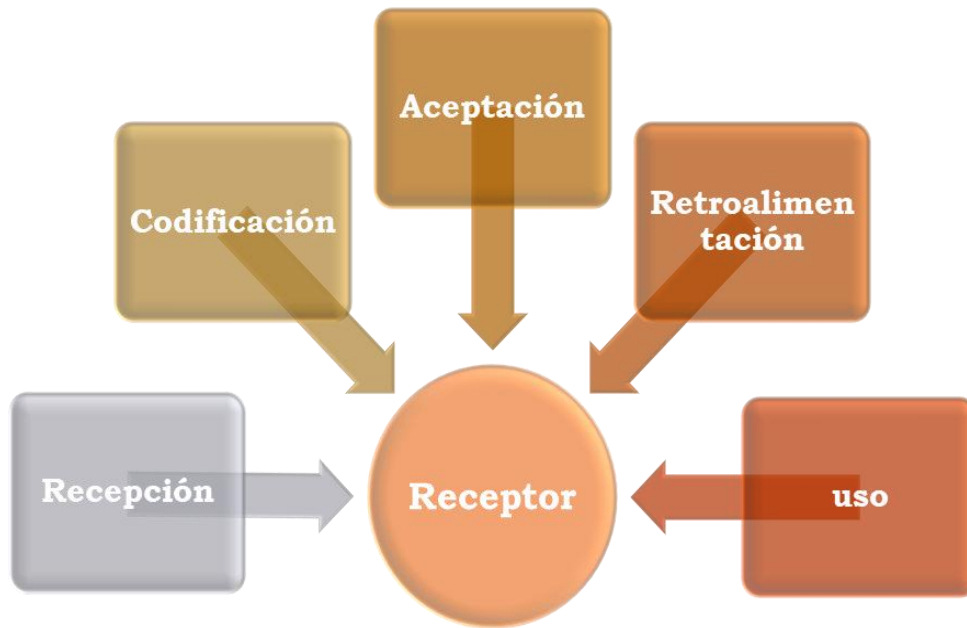 Aceptación
Codificación
Retroalimen
tación
Recepción
Receptor
uso